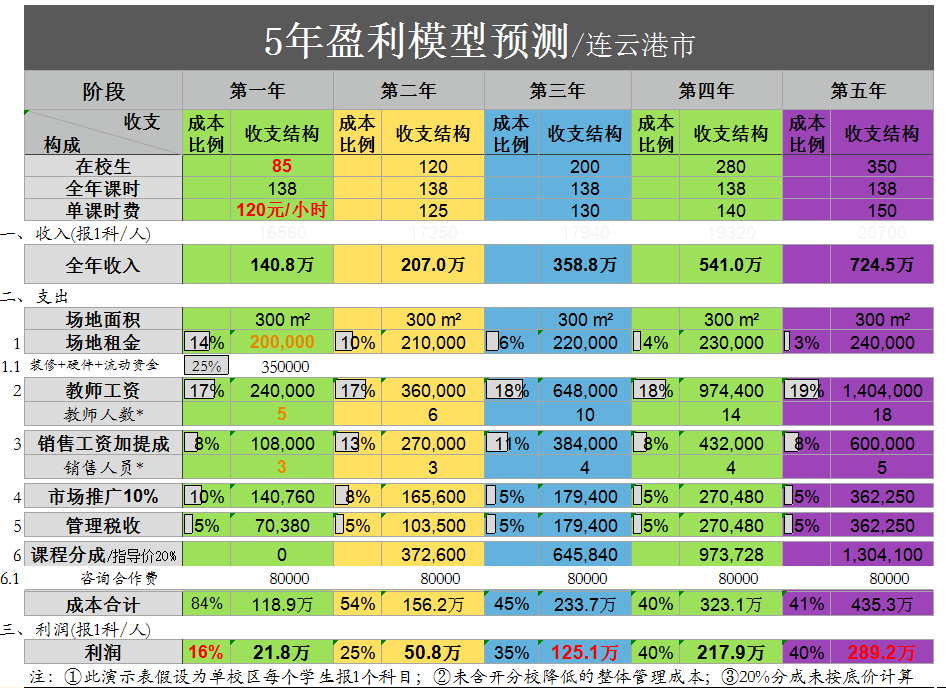 5年盈利模型预测/连云港市
阶段 第一年 第二年 第三年 第四年 第五年
收支 构成 成本比例 收支结构 成本比例 收支结构 成本比例 收支结构 成本比例 收支结构 成本比例 收支结构
在校生 85 120 200 280 350
全年课时 138 138 138 138 138
单课时费 120元/小时 125 130 140 150
一、收入(报1科/人) 16560 17250 17940 19320 20700
全年收入 140.8万 207.0万 358.8万 541.0万 724.5万
二、支出
场地面积 300 m² 300 m² 300 m² 300 m² 300 m²
1 场地租金 14% 200,000 10% 210,000 6% 220,000 4% 230,000 3% 240,000
1.1 装修+硬件+流动资金 25% 350000
2 教师工资 17% 240,000 17% 360,000 18% 648,000 18% 974,400 19% 1,404,000
教师人数* 5 6 10 14 18
3 销售工资加提成 8% 108,000 13% 270,000 11% 384,000 8% 432,000 8% 600,000
销售人员* 3 3 4 4 5
4 市场推广10% 10% 140,760 8% 165,600 5% 179,400 5% 270,480 5% 362,250
5 管理税收 5% 70,380 5% 103,500 5% 179,400 5% 270,480 5% 362,250
6 课程分成/指导价20% 0 372,600 645,840 973,728 1,304,100
6.1 咨询合作费 80000 80000 80000 80000 80000
成本合计 84% 118.9万 54% 156.2万 45% 233.7万 40% 323.1万 41% 435.3万
三、利润(报1科/人)
利润 16% 21.8万 25% 50.8万 35% 125.1万 40% 217.9万 40% 289.2万
注：①此演示表假设为单校区每个学生报1个科目；②未含开分校降低的整体管理成本；③20%分成未按底价计算